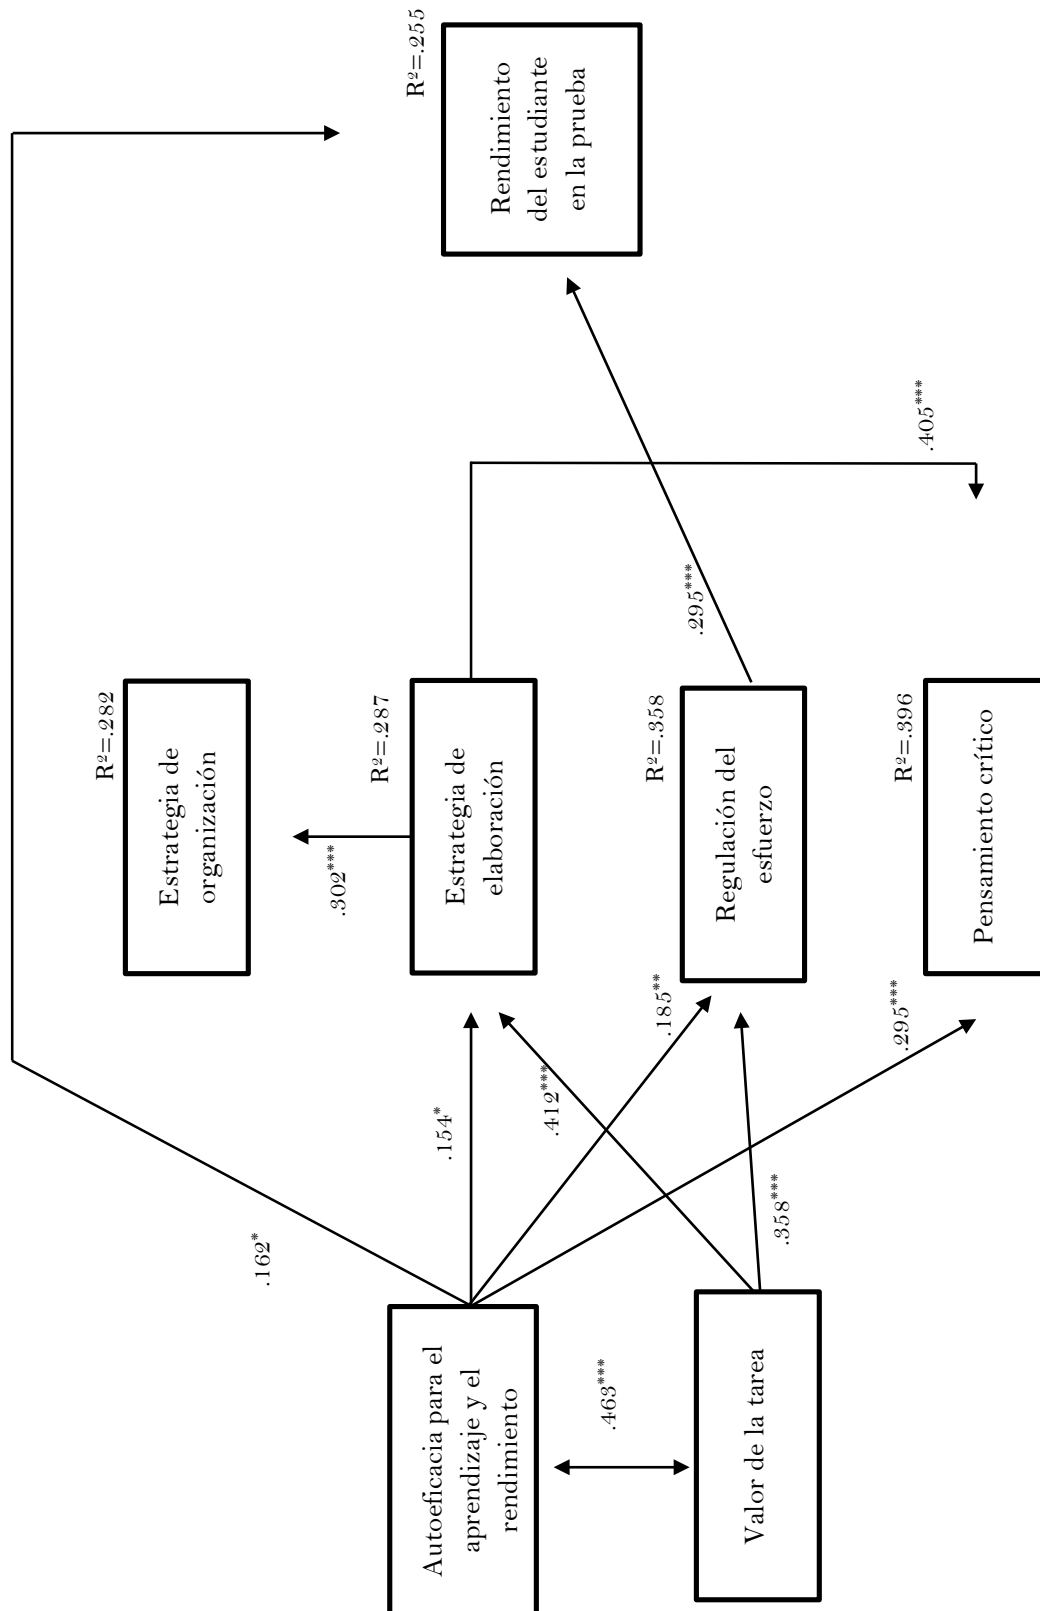 Autoeficacia para el
aprendizaje y el
rendimiento
Valor de la tarea
.463***
.162*
.154*
.412***
.185**
.358***
.295***
R²=.282
Estrategia de
organización
.302***
R²=.287
Estrategia de
elaboración
R²=.358
Regulación del
esfuerzo
R²=.396
Pensamiento crítico
.295***
.405***
R²=.255
Rendimiento
del estudiante
en la prueba